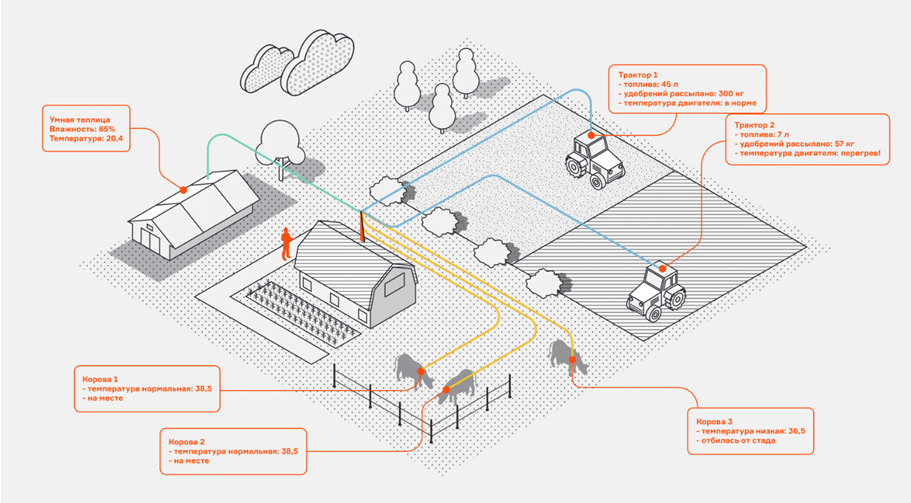 Трактор 1
- топлива: 45 л
- удобрений рассыпано: 300 кг
- температура двигателя: в норме
Умная теплица
Влажность: 65%
Температура: 20,4
Трактор 2
- топлива: 7 л
- удобрений рассыпано: 57 кг
- температура двигателя: перегрев!
Корова 1
- температура нормальная: 38,5
- на месте
Корова 2
- температура нормальная: 38,5
- на месте
Корова 3
- температура низкая: 36,5
- отбилась от стада